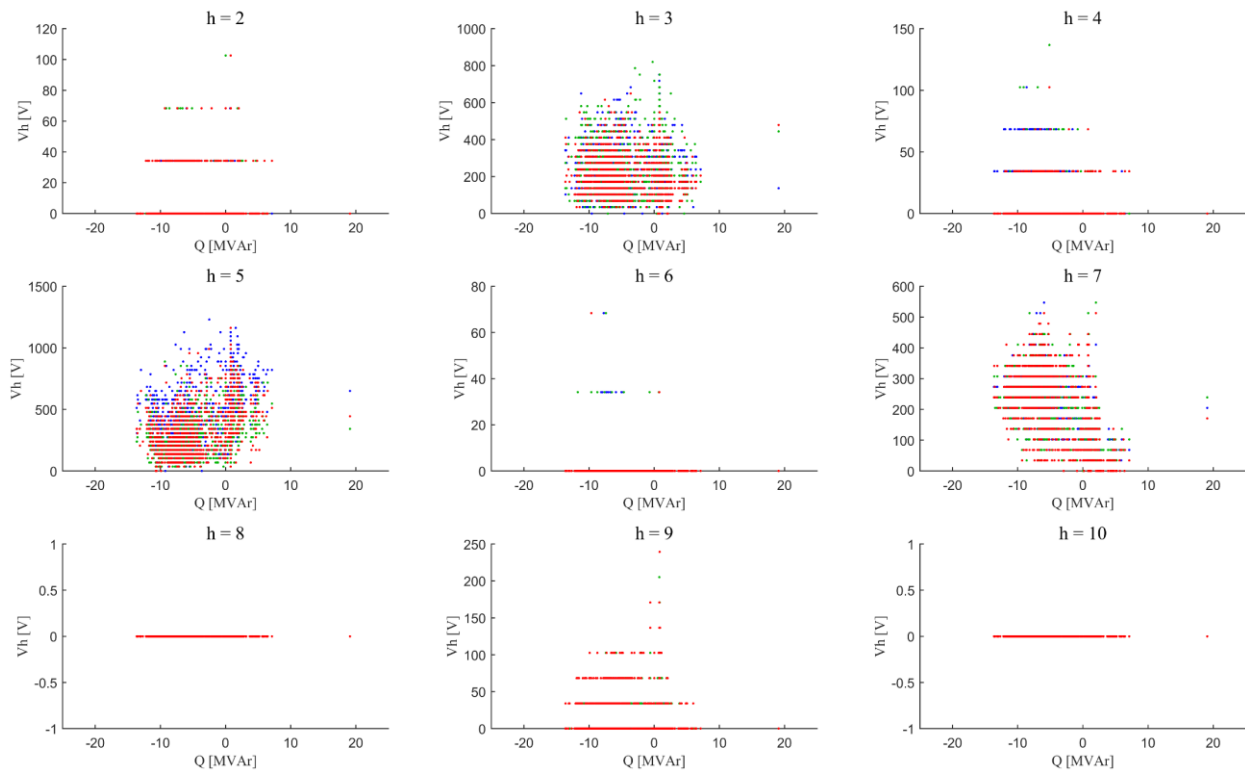 h = 2
120
100
80
60
40
20
0
Vh [V]
-20 -10 0 10 20
Q [MVAr]
h = 3
1000
800
600
400
200
0
Vh [V]
-20 -10 0 10 20
Q [MVAr]
h = 4
150
100
50
0
Vh [V]
-20 -10 0 10 20
Q [MVAr]
h = 5
1500
1000
500
0
Vh [V]
-20 -10 0 10 20
Q [MVAr]
h = 6
80
60
40
20
0
Vh [V]
-20 -10 0 10 20
Q [MVAr]
h = 7
600
500
400
300
200
100
0
Vh [V]
-20 -10 0 10 20
Q [MVAr]
h = 8
1
0.5
0
-0.5
-1
Vh [V]
-20 -10 0 10 20
Q [MVAr]
h = 9
250
200
150
100
50
0
Vh [V]
-20 -10 0 10 20
Q [MVAr]
h = 10
1
0.5
0
-0.5
-1
Vh [V]
-20 -10 0 10 20
Q [MVAr]